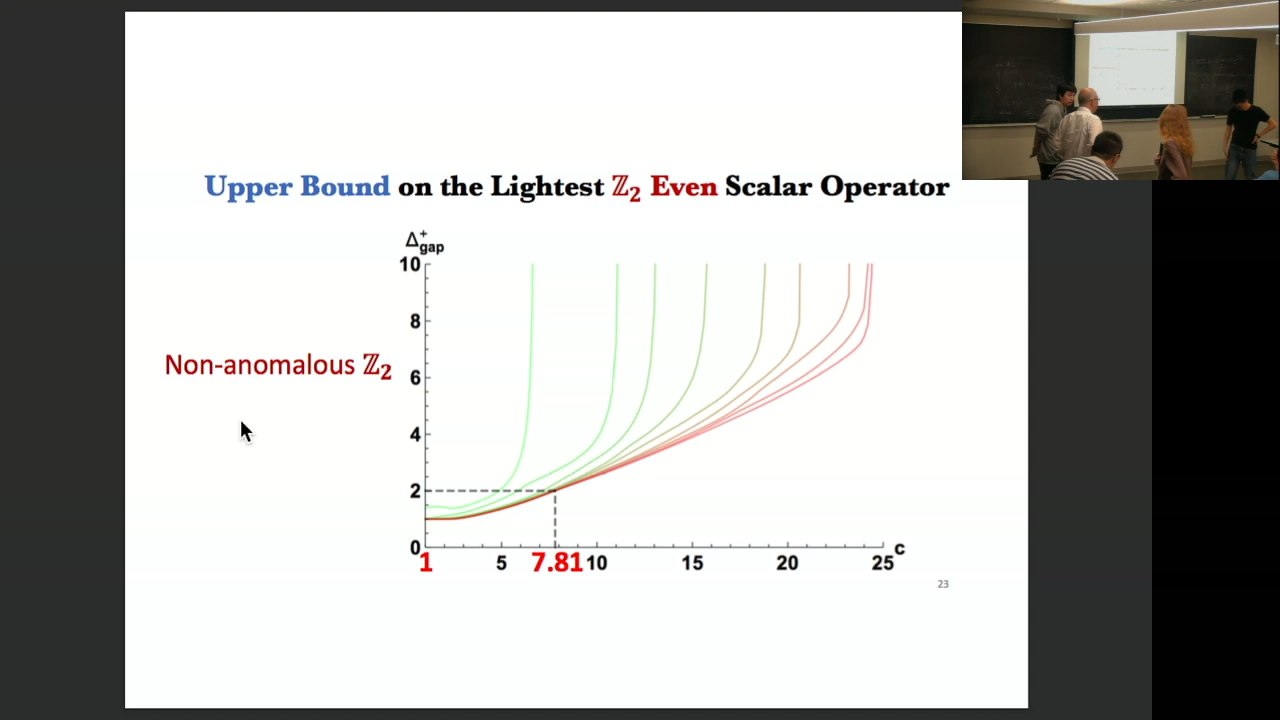 Upper Bound on the Lightest ℤ₂ Even Scalar Operator
Δ⁺gap
10
8
Non-anomalous ℤ₂
6
4
2
0
1 5 7.81 10 15 20 25 c
23